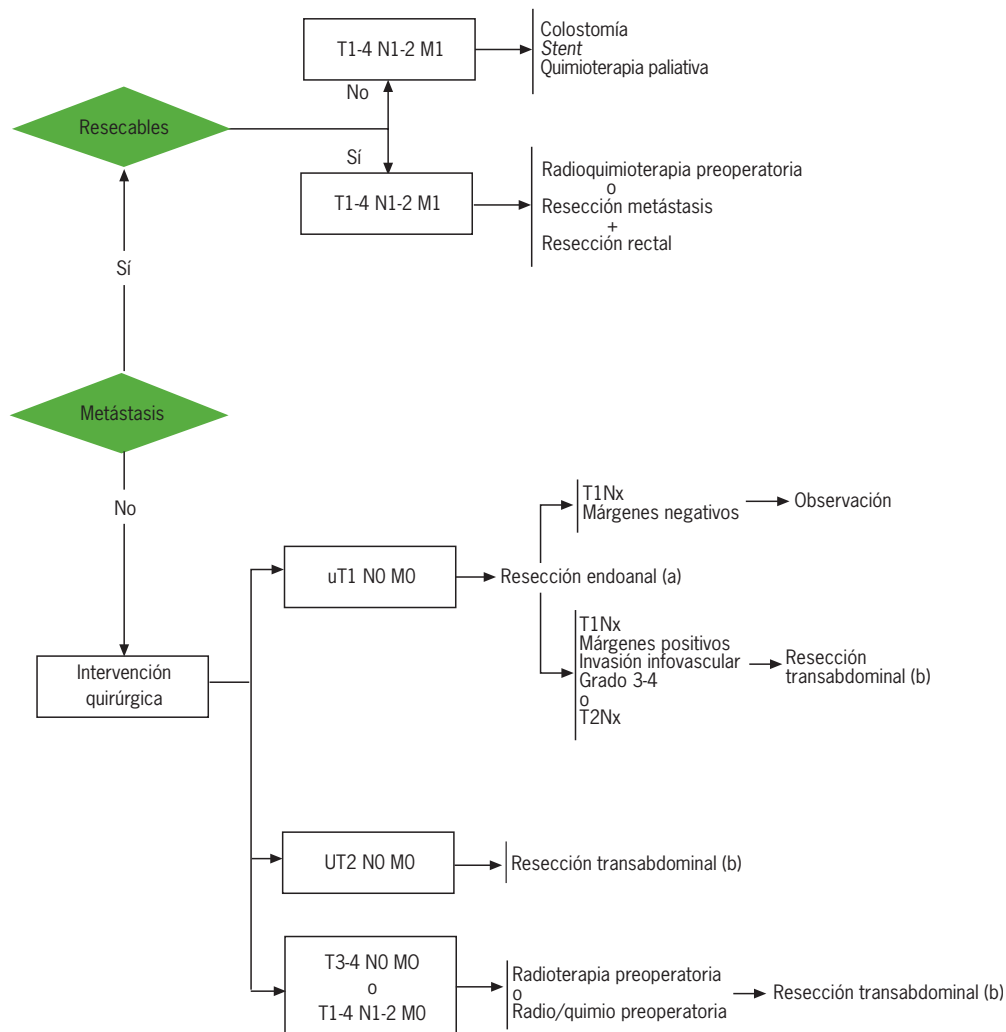 T1-4 N1-2 M1
Colostomía
Stent
Quimioterapia paliativa
No
Resecables
Sí
T1-4 N1-2 M1
Radioquimioterapia preoperatoria
o
Resección metástasis
+
Resección rectal
Sí
Metástasis
No
T1Nx
Márgenes negativos
Observación
uT1 N0 M0
Resección endoanal (a)
T1Nx
Márgenes positivos
Invasión infovascular
Grado 3-4
o
T2Nx
Resección
transabdominal (b)
Intervención
quirúrgica
UT2 N0 M0
Resección transabdominal (b)
T3-4 N0 MO
o
T1-4 N1-2 M0
Radioterapia preoperatoria
o
Radio/quimio preoperatoria
Resección transabdominal (b)